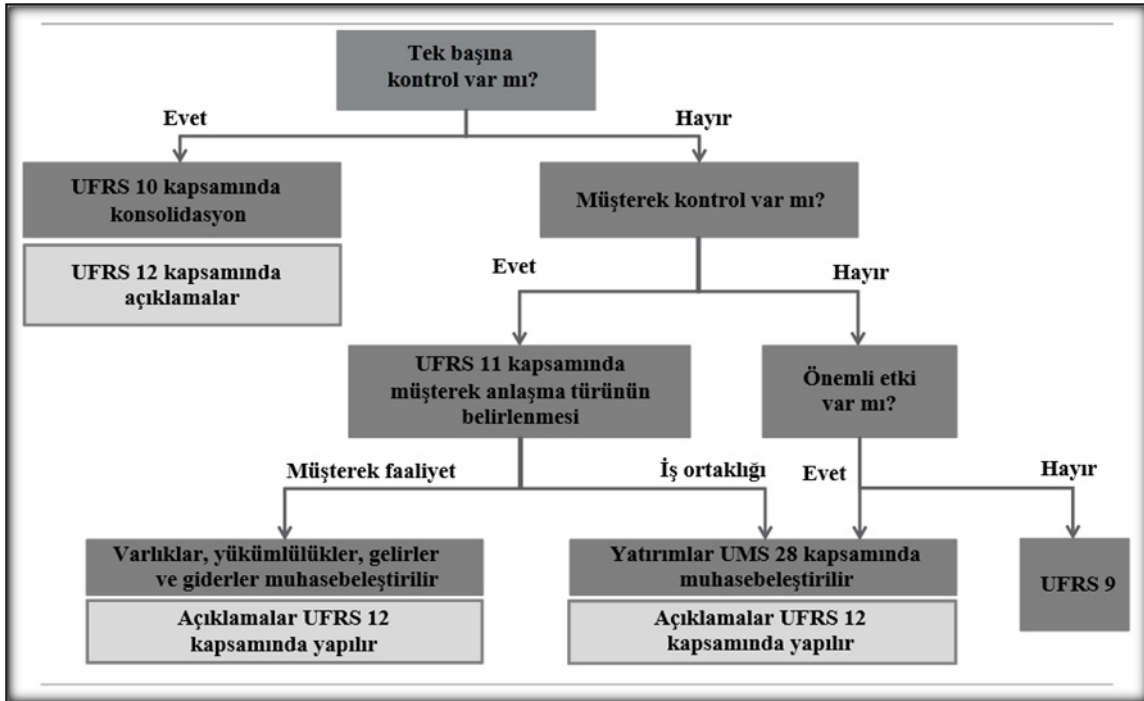 Tek başına
kontrol var mı?
Evet
Hayır
UFRS 10 kapsamında
konsolidasyon
UFRS 12 kapsamında
açıklamalar
Müşterek kontrol var mı?
Evet
Hayır
UFRS 11 kapsamında
müşterek anlaşma türünün
belirlenmesi
Önemli etki
var mı?
Müşterek faaliyet
İş ortaklığı
Evet
Hayır
Varlıklar, yükümlülükler, gelirler
ve giderler muhasebeleştirilir
Açıklamalar UFRS 12
kapsamında yapılır
Yatırımlar UMS 28 kapsamında
muhasebeleştirilir
Açıklamalar UFRS 12
kapsamında yapılır
UFRS 9